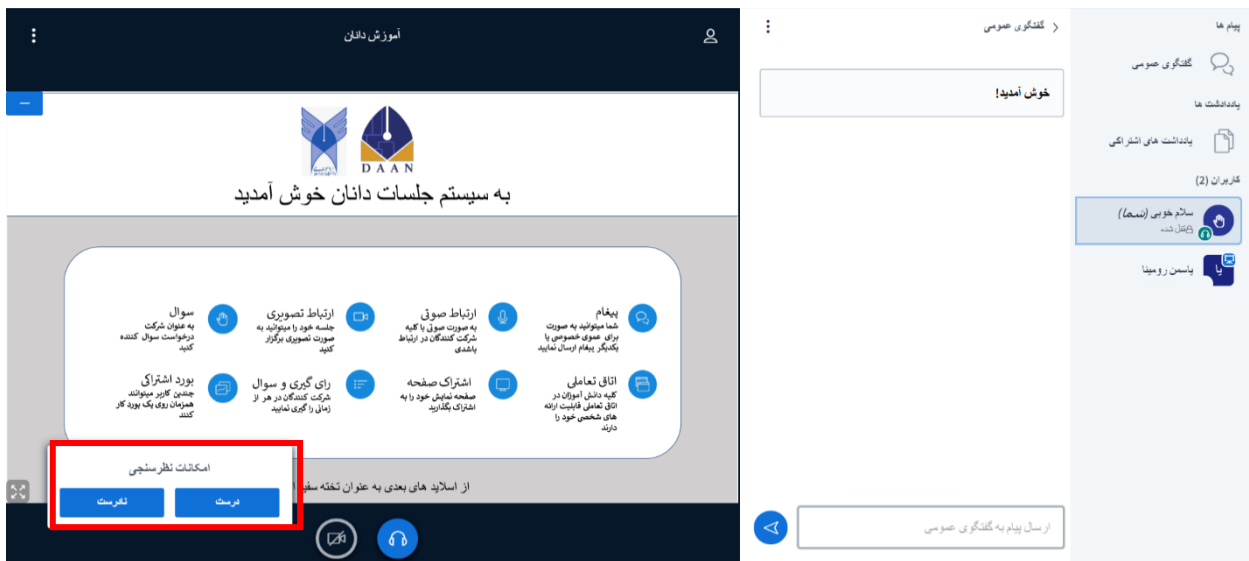 پیام ها
گفتگوی عمومی
یادداشت ها
یادداشت های اشتراکی
کاربران (2)
سلام خوبی (شما)
قفل شده
یا
یاسمن رومینا
گفتگوی عمومی
خوش آمدید!
ارسال پیام به گفتگوی عمومی
آموزش دانان
DAAN
به سیستم جلسات دانان خوش آمدید
پیغام
شما میتوانید به صورت
برای عموی خصوصی یا
یکدیگر پیغام ارسال نمایید
ارتباط صوتی
به صورت صوتی با کلیه
شرکت کنندگان در ارتباط
باشدی
ارتباط تصویری
جلسه خود را میتوانید به
صورت تصویری برگزار
کنید
سوال
به عنوان شرکت
درخواست سوال کننده
کنید
اتاق تعاملی
کلیه دانش آموزان در
اتاق تعاملی قابلیت ارائه
های شخصی خود را
دارند
اشتراک صفحه
صفحه نمایش خود را به
اشتراک بگذارید
رای گیری و سوال
شرکت کنندگان در هر از
زمانی را گیری نمایید
بورد اشتراکی
چندین کاربر میتوانند
همزمان روی یک بورد کار
کنند
از اسلاید های بعدی به عنوان تخته سفید
امکانات نظرسنجی
درست
نادرست